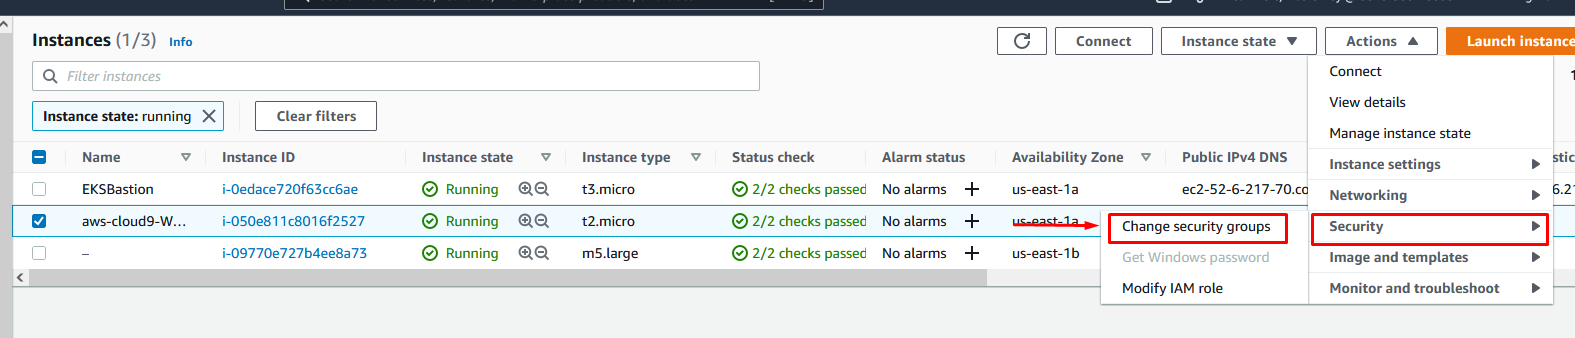 Instances (1/3) Info
Connect Instance state Actions Launch instance
Filter instances
Instance state: running Clear filters
Connect
View details
Manage instance state
Name Instance ID Instance state Instance type Status check Alarm status Availability Zone Public IPv4 DNS Instance settings
EKSBastion i-0edace720f63cc6ae Running t3.micro 2/2 checks passed No alarms us-east-1a ec2-52-6-217-70.co Networking
aws-cloud9-W... i-050e811c8016f2527 Running t2.micro 2/2 checks passed No alarms us-east-1a Change security groups Security
– i-09770e727b4ee8a73 Running m5.large 2/2 checks passed No alarms us-east-1b Get Windows password Image and templates
Modify IAM role Monitor and troubleshoot